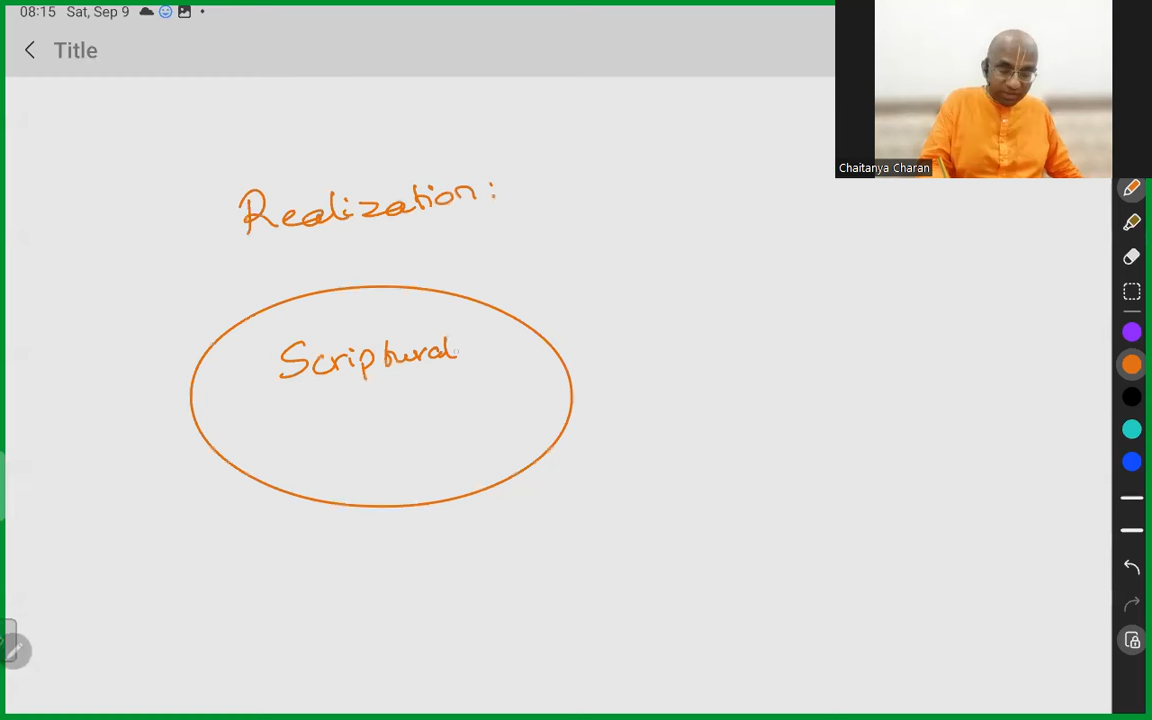 08:15 Sat, Sep 9
Title
Chaitanya Charan
Realization:
Scriptural